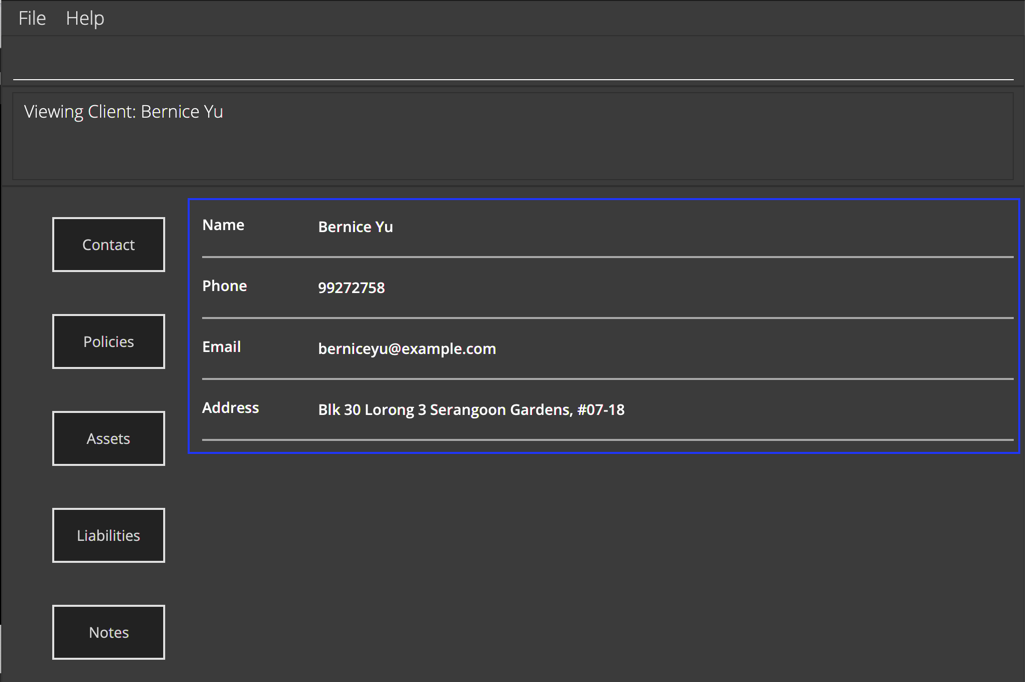 File Help
Viewing Client: Bernice Yu
Contact
Policies
Assets
Liabilities
Notes
Name Bernice Yu
Phone 99272758
Email berniceyu@example.com
Address Blk 30 Lorong 3 Serangoon Gardens, #07-18